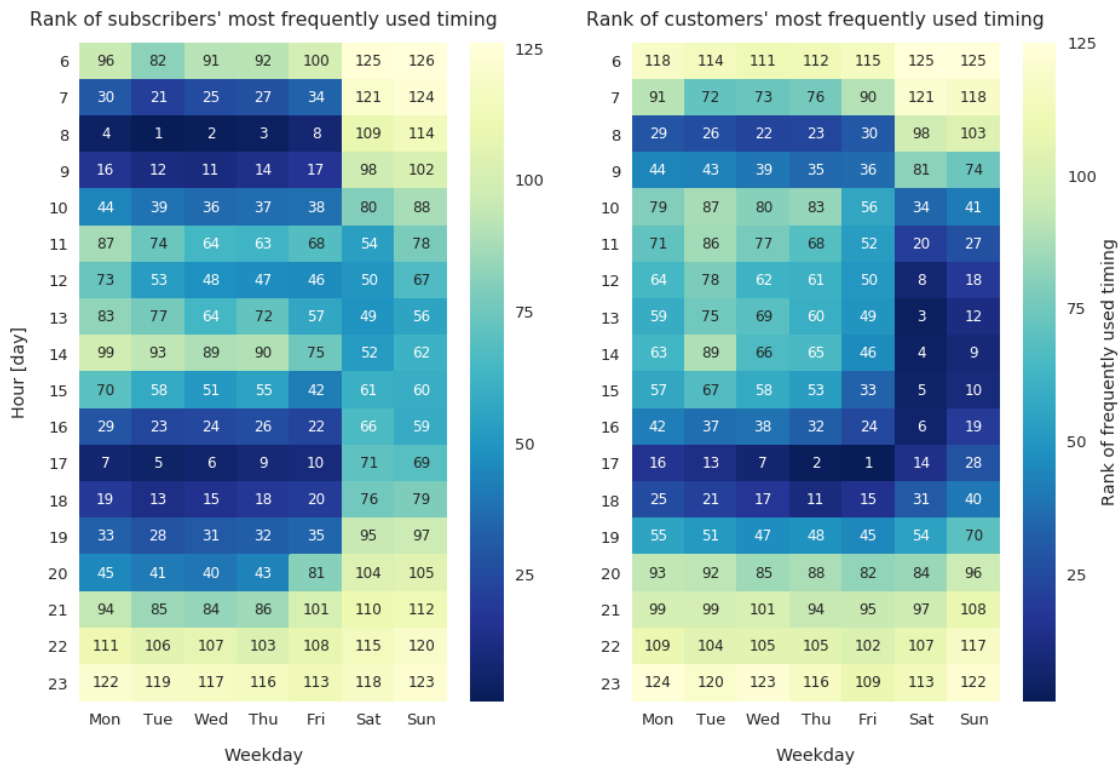 Rank of subscribers' most frequently used timing
6 96 82 91 92 100 125 126
7 30 21 25 27 34 121 124
8 4 1 2 3 8 109 114
9 16 12 11 14 17 98 102
10 44 39 36 37 38 80 88
11 87 74 64 63 68 54 78
12 73 53 48 47 46 50 67
13 83 77 64 72 57 49 56
14 99 93 89 90 75 52 62
15 70 58 51 55 42 61 60
16 29 23 24 26 22 66 59
17 7 5 6 9 10 71 69
18 19 13 15 18 20 76 79
19 33 28 31 32 35 95 97
20 45 41 40 43 81 104 105
21 94 85 84 86 101 110 112
22 111 106 107 103 108 115 120
23 122 119 117 116 113 118 123
Mon Tue Wed Thu Fri Sat Sun
Weekday
Hour [day]
125
100
75
50
25
Rank of customers' most frequently used timing
6 118 114 111 112 115 125 125
7 91 72 73 76 90 121 118
8 29 26 22 23 30 98 103
9 44 43 39 35 36 81 74
10 79 87 80 83 56 34 41
11 71 86 77 68 52 20 27
12 64 78 62 61 50 8 18
13 59 75 69 60 49 3 12
14 63 89 66 65 46 4 9
15 57 67 58 53 33 5 10
16 42 37 38 32 24 6 19
17 16 13 7 2 1 14 28
18 25 21 17 11 15 31 40
19 55 51 47 48 45 54 70
20 93 92 85 88 82 84 96
21 99 99 101 94 95 97 108
22 109 104 105 105 102 107 117
23 124 120 123 116 109 113 122
Mon Tue Wed Thu Fri Sat Sun
Weekday
125
100
75
50
25
Rank of frequently used timing